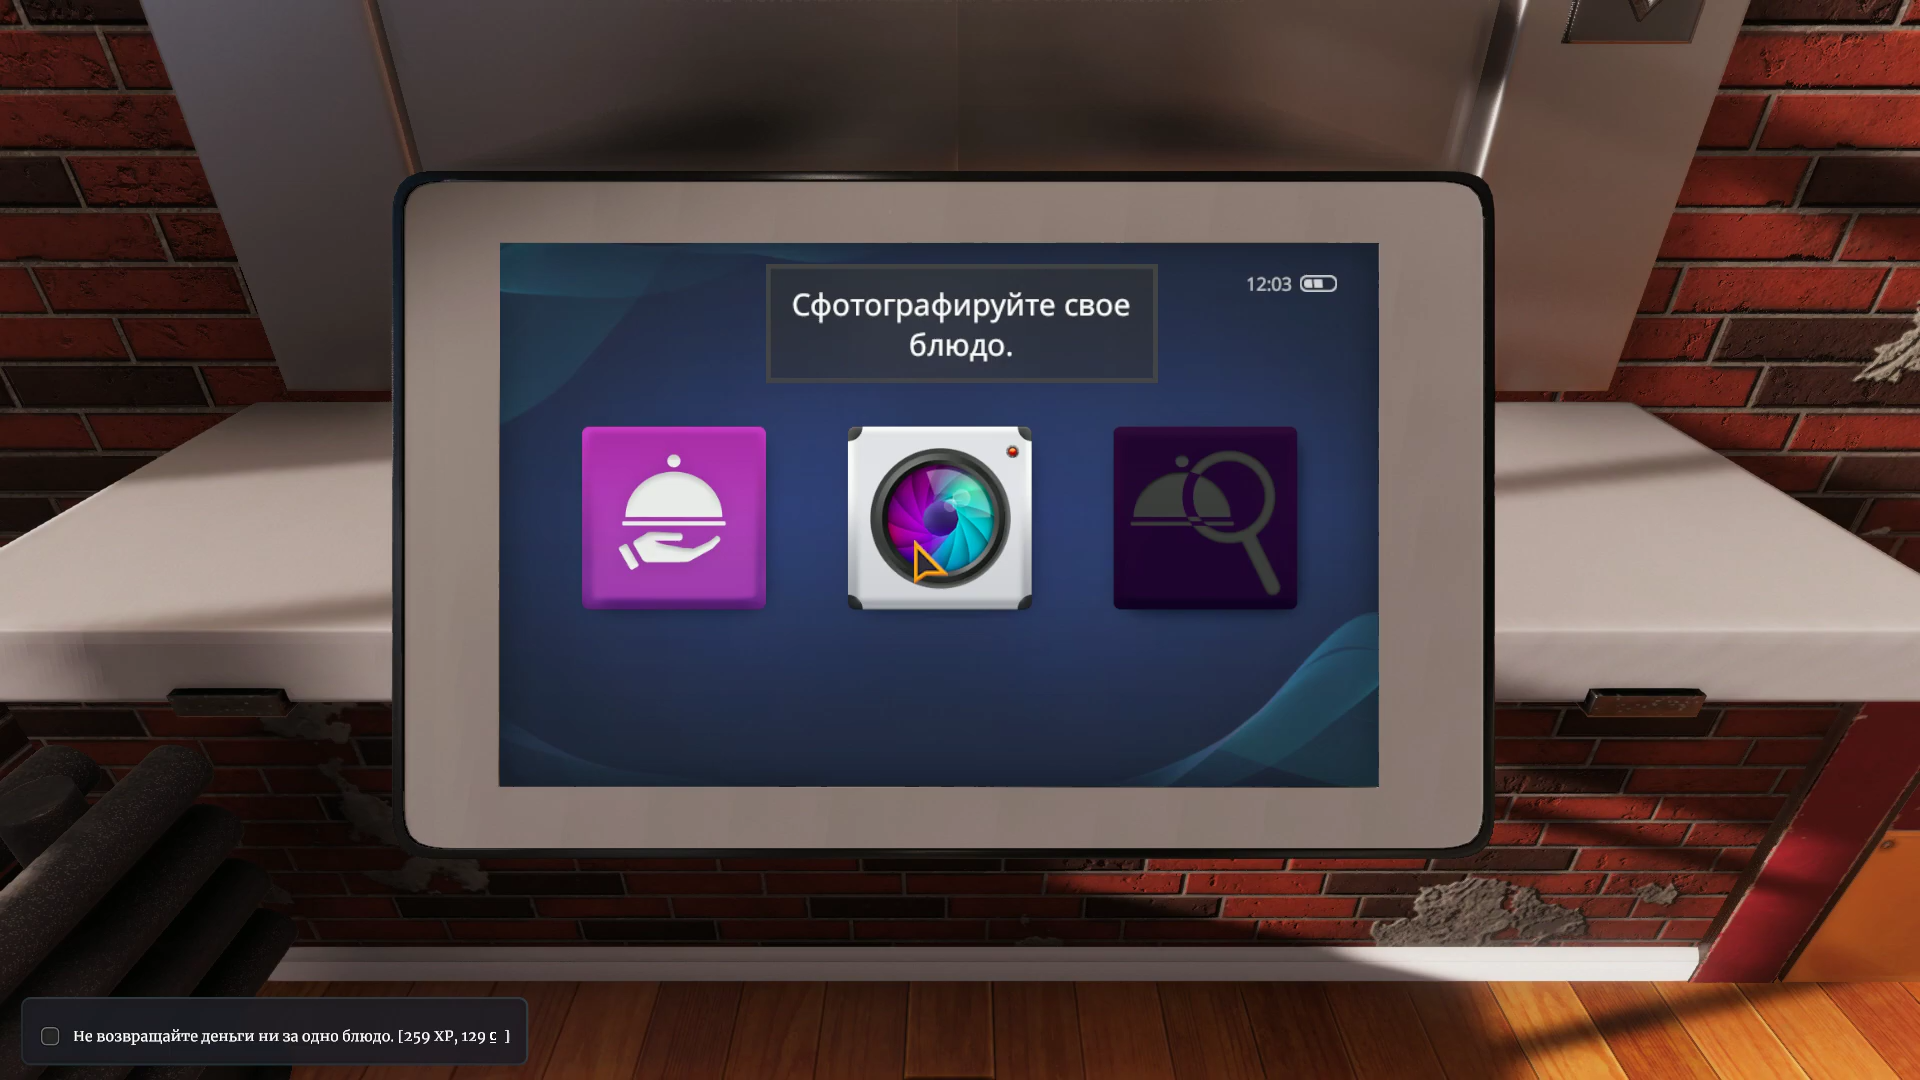 12:03
Сфотографируйте свое
блюдо.
Не возвращайте деньги ни за одно блюдо. [259 XP, 129 ]